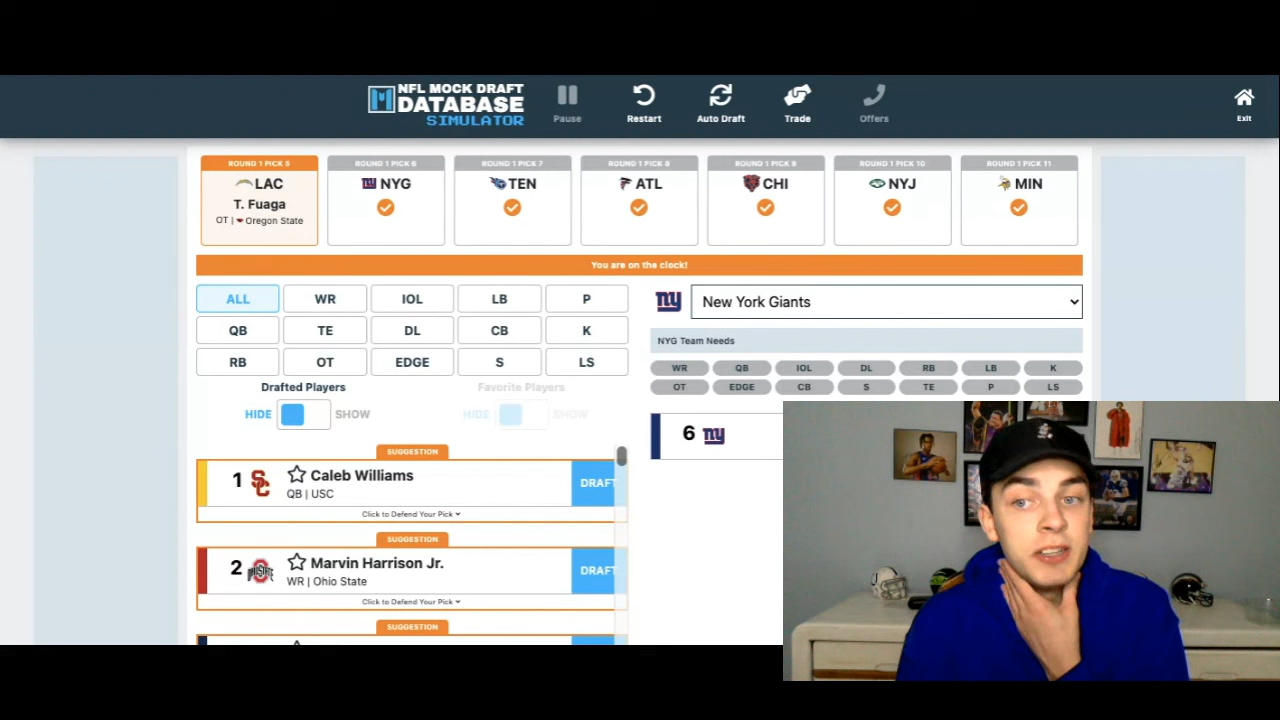 NFL MOCK DRAFT
DATABASE
SIMULATOR
Pause
Restart
Auto Draft
Trade
Offers
Exit
ROUND 1 PICK 5
LAC
T. Fuaga
OT | Oregon State
ROUND 1 PICK 6
NYG
ROUND 1 PICK 7
TEN
ROUND 1 PICK 8
ATL
ROUND 1 PICK 9
CHI
ROUND 1 PICK 10
NYJ
ROUND 1 PICK 11
MIN
You are on the clock!
ALL WR IOL LB P
QB TE DL CB K
RB OT EDGE S LS
Drafted Players
HIDE SHOW
Favorite Players
HIDE SHOW
SUGGESTION
1 SC Caleb Williams
QB | USC
DRAFT
Click to Defend Your Pick
SUGGESTION
2 Marvin Harrison Jr.
WR | Ohio State
DRAFT
Click to Defend Your Pick
SUGGESTION
ny New York Giants
NYG Team Needs
WR QB IOL DL RB LB K
OT EDGE CB S TE P LS
6 ny